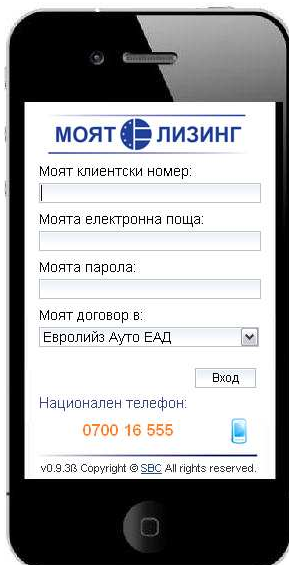 МОЯТ ЛИЗИНГ
Моят клиентски номер:
Моята електронна поща:
Моята парола:
Моят договор в:
Евролийз Ауто ЕАД
Вход
Национален телефон:
0700 16 555
v0.9.3ß Copyright © SBC All rights reserved.